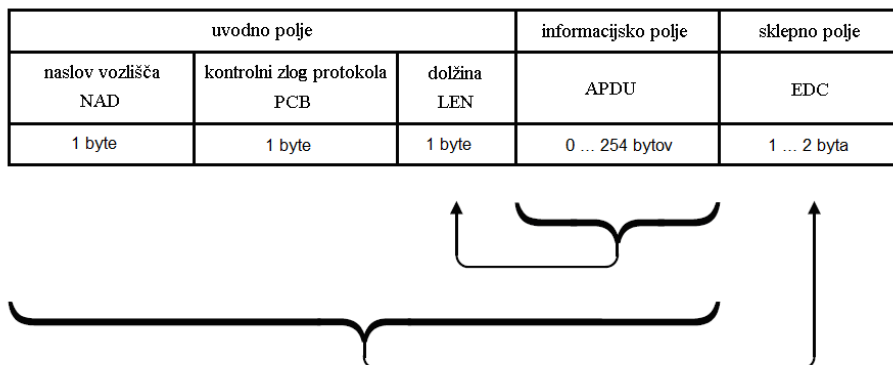 uvodno polje
informacijsko polje
sklepno polje
naslov vozlišča
NAD
kontrolni zlog protokola
PCB
dolžina
LEN
APDU
EDC
1 byte
1 byte
1 byte
0 ... 254 bytov
1 ... 2 byta